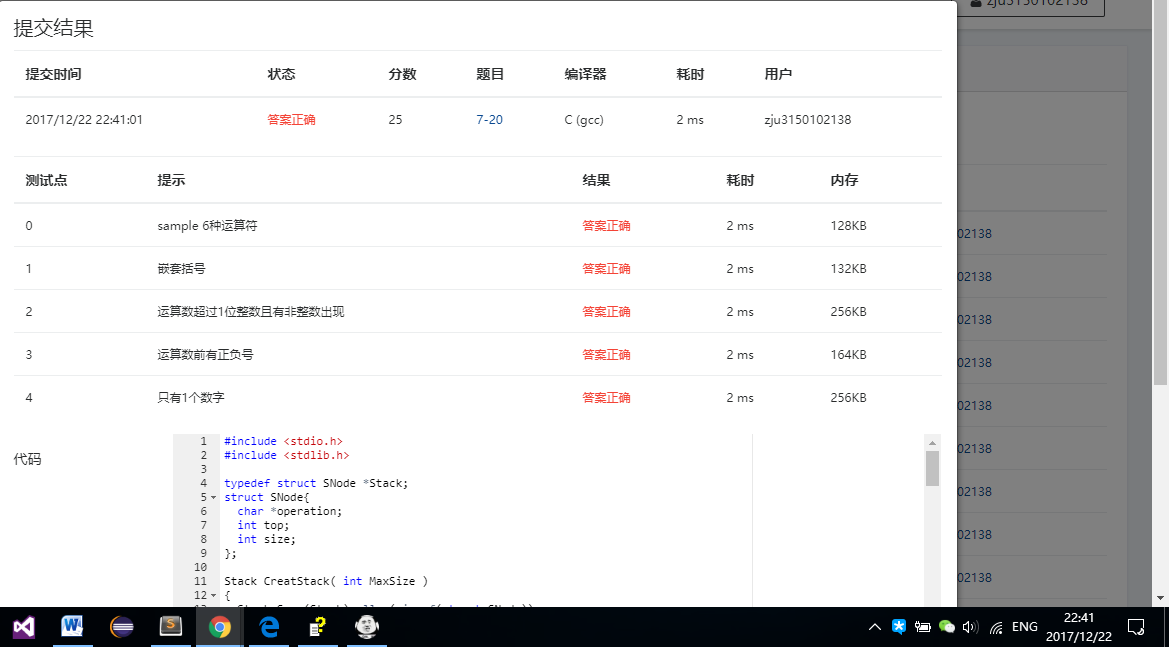 提交结果
zju3150102138
提交时间 状态 分数 题目 编译器 耗时 用户
2017/12/22 22:41:01 答案正确 25 7-20 C (gcc) 2 ms zju3150102138
测试点 提示 结果 耗时 内存
0 sample 6种运算符 答案正确 2 ms 128KB
02138
1 嵌套括号 答案正确 2 ms 132KB
02138
2 运算数超过1位整数且有非整数出现 答案正确 2 ms 256KB
02138
3 运算数前有正负号 答案正确 2 ms 164KB
02138
4 只有1个数字 答案正确 2 ms 256KB
02138
代码
1 #include <stdio.h>
2 #include <stdlib.h>
3
4 typedef struct SNode *Stack;
5 struct SNode{
6 char *operation;
7 int top;
8 int size;
9 };
10
11 Stack CreatStack( int MaxSize )
12 {
02138
02138
02138
02138
ENG
22:41
2017/12/22